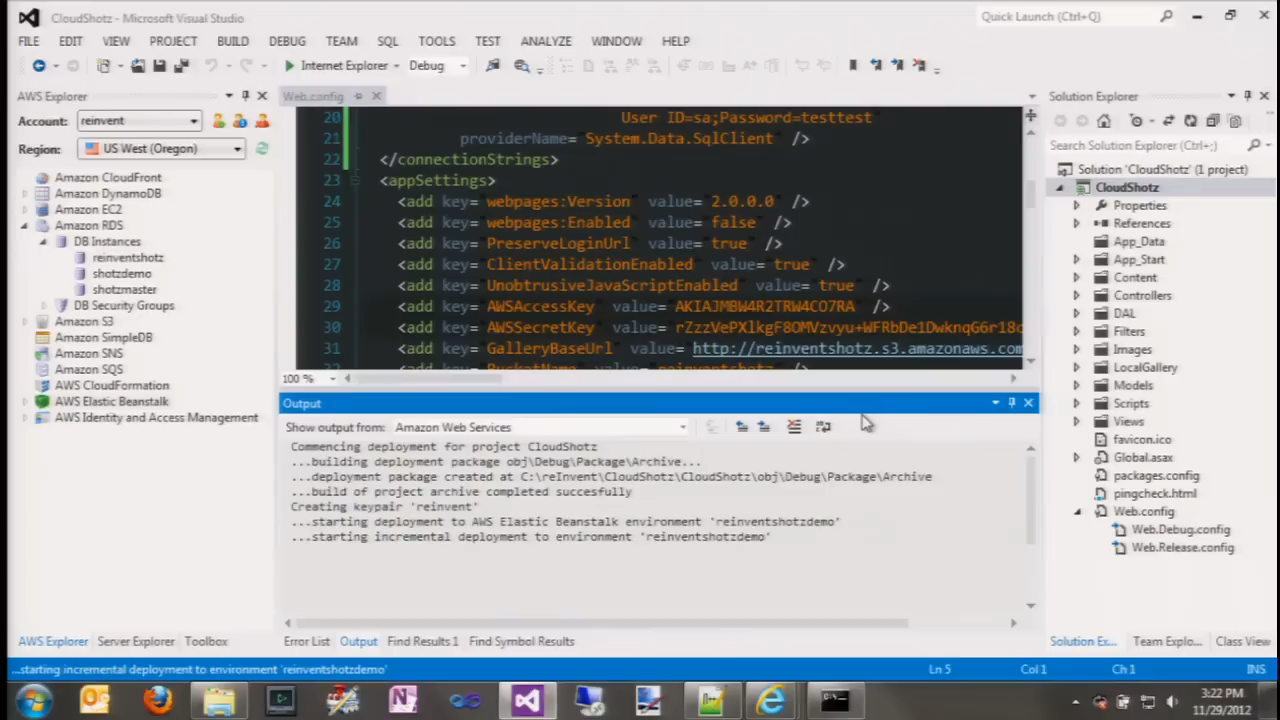 CloudShotz - Microsoft Visual Studio
Quick Launch (Ctrl+Q)
FILE EDIT VIEW PROJECT BUILD DEBUG TEAM SQL TOOLS TEST ANALYZE WINDOW HELP
Internet Explorer Debug
AWS Explorer
Account: reinvent
Region: US West (Oregon)
Amazon CloudFront
Amazon DynamoDB
Amazon EC2
Amazon RDS
DB Instances
reinventshotz
shotzdemo
shotzmaster
DB Security Groups
Amazon S3
Amazon SimpleDB
Amazon SNS
Amazon SQS
AWS CloudFormation
AWS Elastic Beanstalk
AWS Identity and Access Management
AWS Explorer Server Explorer Toolbox
Web.config
20 User ID=sa;Password=testtest"
21 providerName="System.Data.SqlClient" />
22 </connectionStrings>
23 <appSettings>
24 <add key="webpages:Version" value="2.0.0.0" />
25 <add key="webpages:Enabled" value="false" />
26 <add key="PreserveLoginUrl" value="true" />
27 <add key="ClientValidationEnabled" value="true" />
28 <add key="UnobtrusiveJavaScriptEnabled" value="true" />
29 <add key="AWSAccessKey" value="AKIAJMBW4R2TRW4CO7RA" />
30 <add key="AWSSecretKey" value="
31 <add key="GalleryBaseUrl" value="http://reinventshotz.s3.amazonaws.com
<add key="BucketName" value="reinventshotz" />
100 %
Output
Show output from: Amazon Web Services
Commencing deployment for project CloudShotz
...building deployment package obj\Debug\Package\Archive...
...deployment package created at C:\reInvent\CloudShotz\CloudShotz\obj\Debug\Package\Archive
...build of project archive completed succesfully
Creating keypair 'reinvent'
...starting deployment to AWS Elastic Beanstalk environment 'reinventshotzdemo'
...starting incremental deployment to environment 'reinventshotzdemo'
Error List Output Find Results 1 Find Symbol Results
Solution Explorer
Search Solution Explorer (Ctrl+;)
Solution 'CloudShotz' (1 project)
CloudShotz
Properties
References
App_Data
App_Start
Content
Controllers
DAL
Filters
Images
LocalGallery
Models
Scripts
Views
favicon.ico
Global.asax
packages.config
pingcheck.html
Web.config
Web.Debug.config
Web.Release.config
Solution Ex... Team Explo... Class View
...starting incremental deployment to environment 'reinventshotzdemo'
Ln 5 Col 1 Ch 1 INS
3:22 PM
11/29/2012